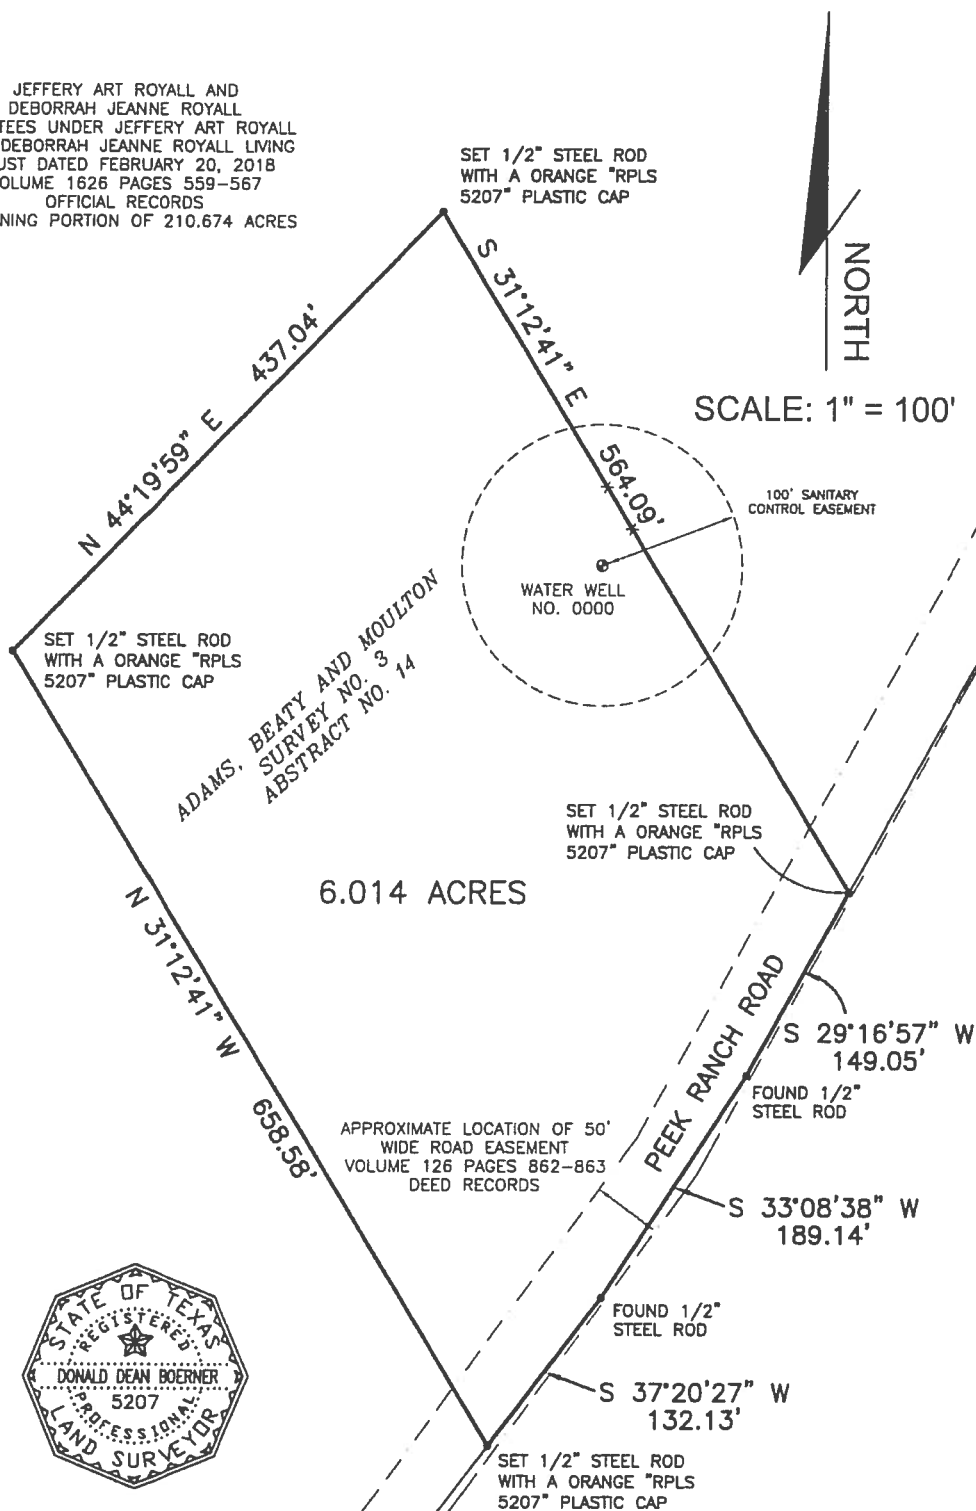 JEFFERY ART ROYALL AND
DEBORRAH JEANNE ROYALL
TEES UNDER JEFFERY ART ROYALL
DEBORRAH JEANNE ROYALL LIVING
UST DATED FEBRUARY 20, 2018
OLUME 1626 PAGES 559-567
OFFICIAL RECORDS
NING PORTION OF 210.674 ACRES
SET 1/2" STEEL ROD
WITH A ORANGE "RPLS
5207" PLASTIC CAP
NORTH
SCALE: 1" = 100'
N 44°19'59" E 437.04'
S 31°12'41" E 564.09'
100' SANITARY
CONTROL EASEMENT
WATER WELL
NO. 0000
SET 1/2" STEEL ROD
WITH A ORANGE "RPLS
5207" PLASTIC CAP
ADAMS, BEATY AND MOULTON
SURVEY NO. 3
ABSTRACT NO. 14
SET 1/2" STEEL ROD
WITH A ORANGE "RPLS
5207" PLASTIC CAP
6.014 ACRES
N 31°12'41" W 658.58'
PEEK RANCH ROAD
S 29°16'57" W
149.05'
FOUND 1/2"
STEEL ROD
APPROXIMATE LOCATION OF 50'
WIDE ROAD EASEMENT
VOLUME 126 PAGES 862-863
DEED RECORDS
S 33°08'38" W
189.14'
FOUND 1/2"
STEEL ROD
S 37°20'27" W
132.13'
SET 1/2" STEEL ROD
WITH A ORANGE "RPLS
5207" PLASTIC CAP
STATE OF TEXAS
REGISTERED
DONALD DEAN BOERNER
5207
PROFESSIONAL
LAND SURVEYOR